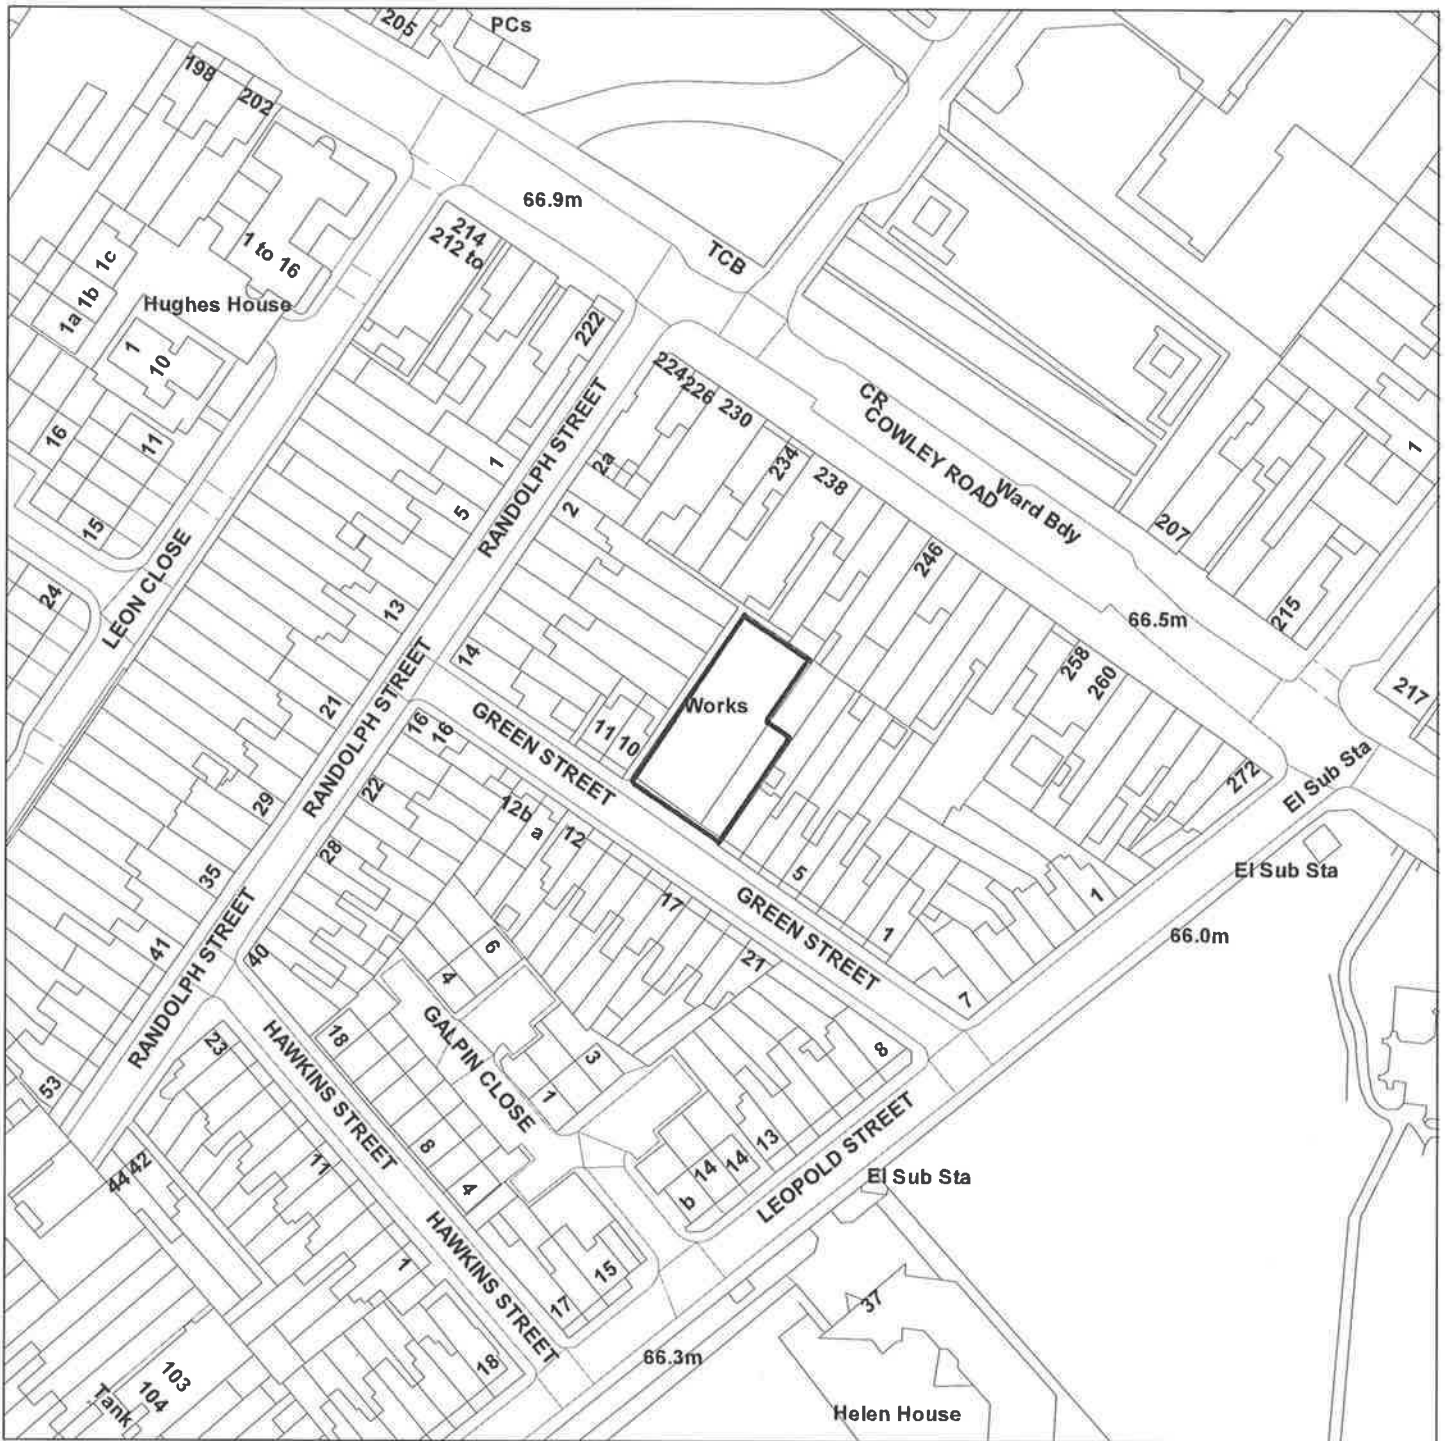 205
PCs
198
202
66.9m
214
212 to
TCB
1 to 16
1c
1b
1a
Hughes House
222
1
10
224
226
230
CR
COWLEY ROAD
Ward Bdy
1
16
11
1
2a
234
238
RANDOLPH STREET
5
2
15
207
246
LEON CLOSE
24
13
215
66.5m
14
258
260
217
RANDOLPH STREET
21
Works
16
16
GREEN STREET
11
10
272
El Sub Sta
29
22
12b
a
12
28
5
El Sub Sta
35
17
GREEN STREET
1
1
66.0m
41
RANDOLPH STREET
40
6
4
21
7
18
GALPIN CLOSE
3
1
8
23
HAWKINS STREET
53
LEOPOLD STREET
13
14
14
b
El Sub Sta
8
4
11
42
44
HAWKINS STREET
1
15
17
37
66.3m
18
103
104
Tank
Helen House